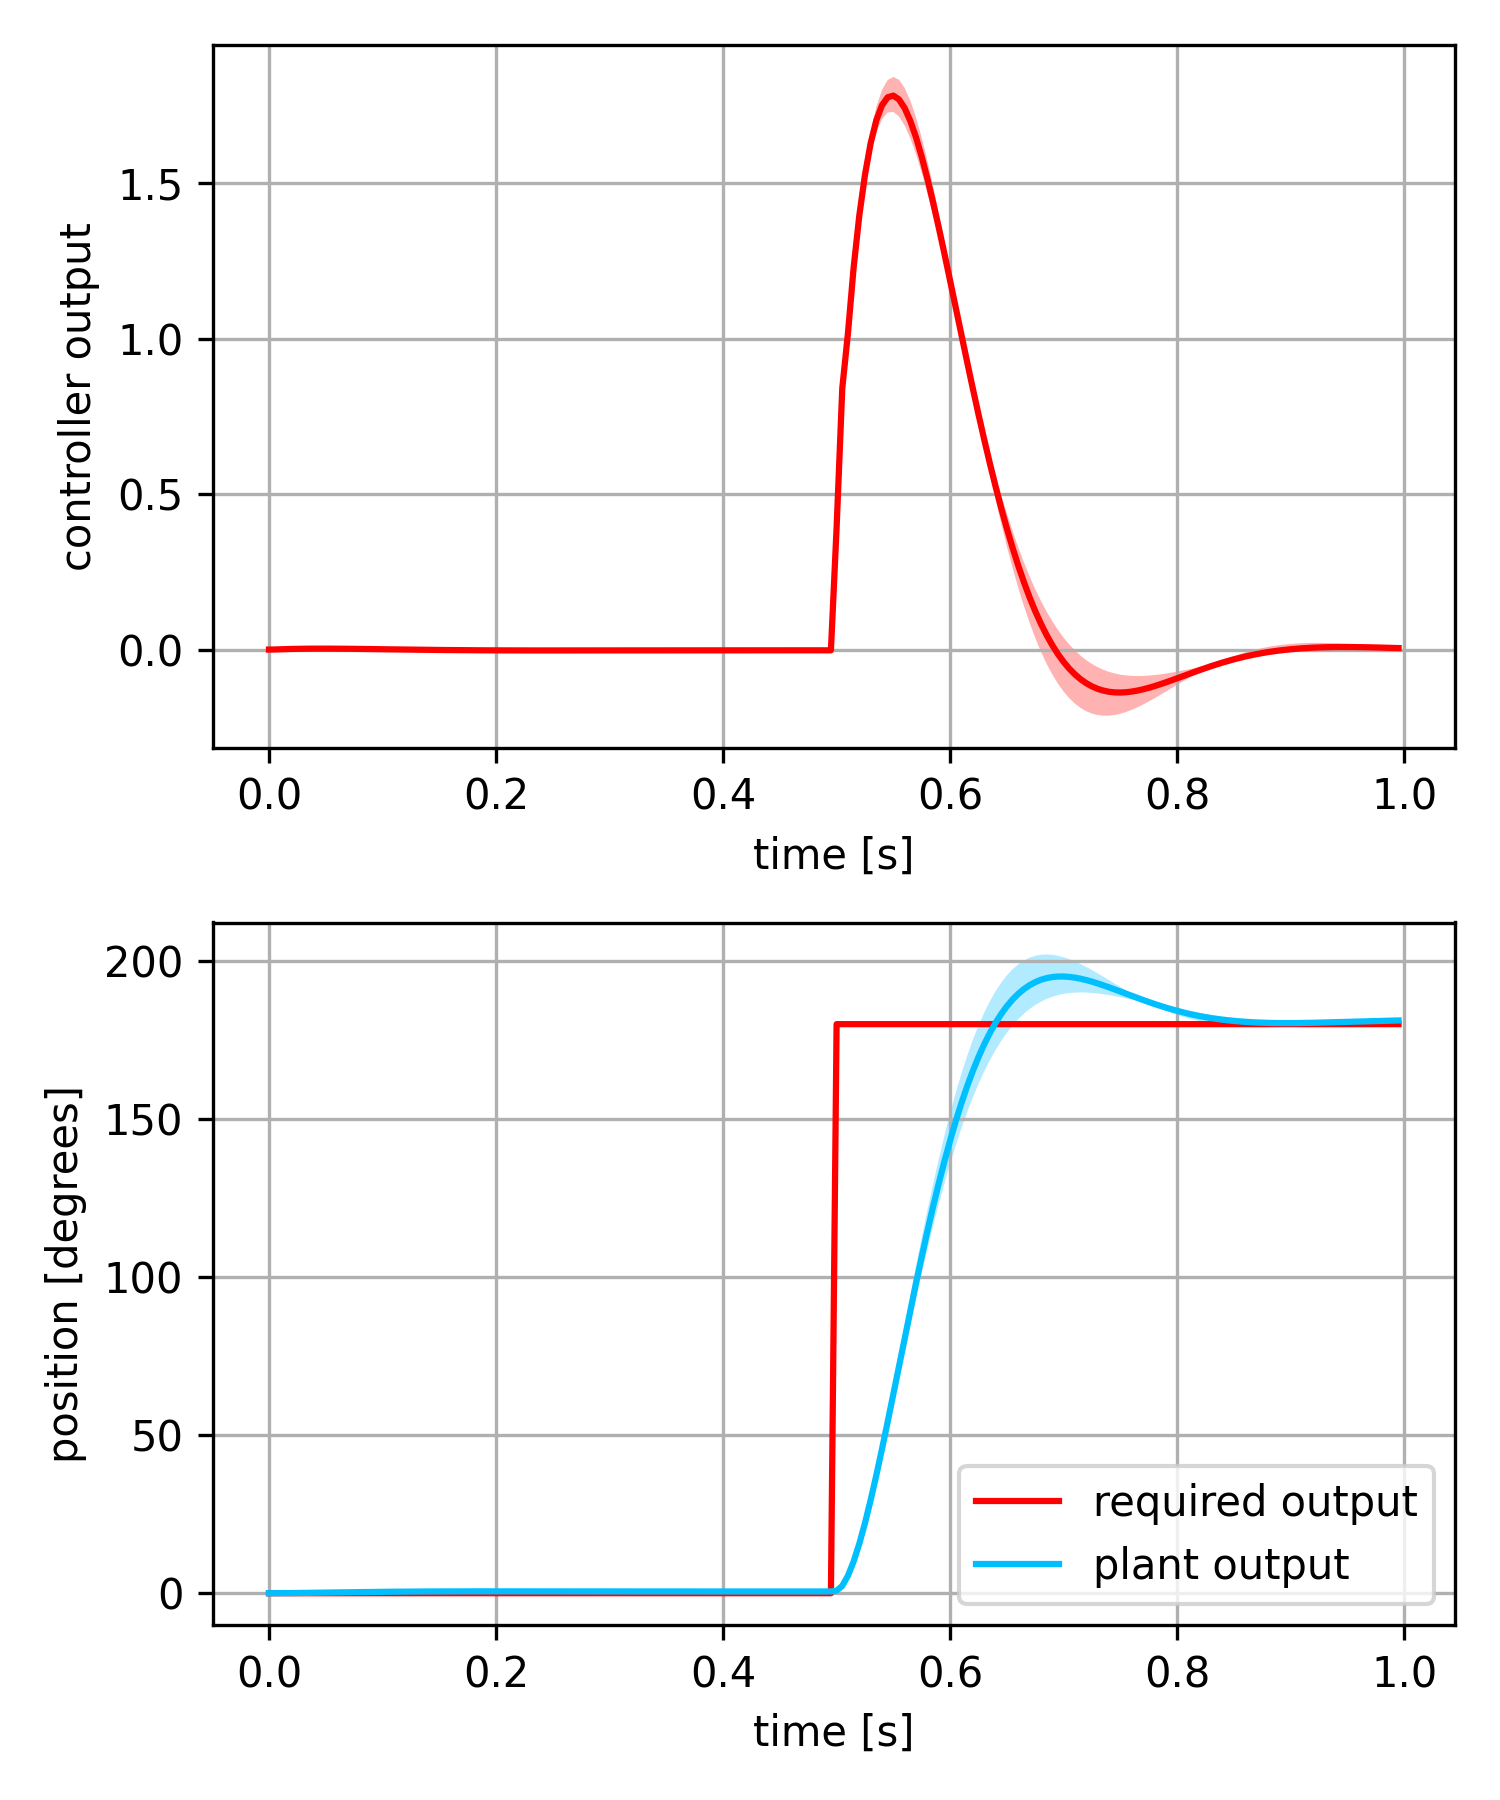 controller output
1.5
1.0
0.5
0.0
0.0 0.2 0.4 0.6 0.8 1.0
time [s]
position [degrees]
200
150
100
50
0
required output
plant output
0.0 0.2 0.4 0.6 0.8 1.0
time [s]